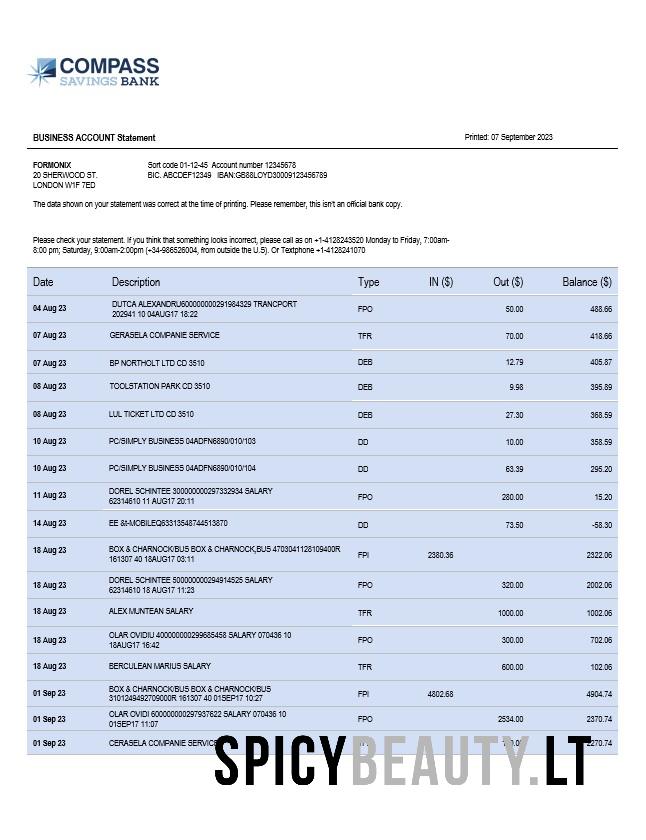 COMPASS
SAVINGS BANK
BUSINESS ACCOUNT Statement Printed: 07 September 2023
FORMONIX Sort code 01-12-45 Account number 12345678
20 SHERWOOD ST. BIC. ABCDEF12349 IBAN:GB88LOYD30009123456789
LONDON W1F 7ED
The data shown on your statement was correct at the time of printing. Please remember, this isn't an official bank copy.
Please check your statement. If you think that something looks incorrect, please call as on +1-4128243520 Monday to Friday, 7:00am-
8:00 pm; Saturday, 9:00am-2:00pm (+34-986526004, from outside the U.S). Or Textphone +1-4128241070
Date Description Type IN ($) Out ($) Balance ($)
04 Aug 23 DUTCA ALEXANDRU600000000291984329 TRANCPORT FPO 50.00 488.66
202941 10 04AUG17 18:22
07 Aug 23 GERASELA COMPANIE SERVICE TFR 70.00 418.66
07 Aug 23 BP NORTHOLT LTD CD 3510 DEB 12.79 405.87
08 Aug 23 TOOLSTATION PARK CD 3510 DEB 9.98 395.89
08 Aug 23 LUL TICKET LTD CD 3510 DEB 27.30 368.59
10 Aug 23 PC/SIMPLY BUSINESS 04ADFN6890/010/103 DD 10.00 358.59
10 Aug 23 PC/SIMPLY BUSINESS 04ADFN6890/010/104 DD 63.39 295.20
11 Aug 23 DOREL SCHINTEE 300000000297332934 SALARY FPO 280.00 15.20
62314610 11 AUG17 20:11
14 Aug 23 EE &t-MOBILEQ63313548744513870 DD 73.50 -58.30
18 Aug 23 BOX & CHARNOCK/BUS BOX & CHARNOCK,BUS 4703041128109400R FPI 2380.36 2322.06
161307 40 18AUG17 03:11
18 Aug 23 DOREL SCHINTEE 500000000294914525 SALARY FPO 320.00 2002.06
62314610 18 AUG17 11:23
18 Aug 23 ALEX MUNTEAN SALARY TFR 1000.00 1002.06
18 Aug 23 OLAR OVIDIU 400000000299685458 SALARY 070436 10 FPO 300.00 702.06
18AUG17 16:42
18 Aug 23 BERCULEAN MARIUS SALARY TFR 600.00 102.06
01 Sep 23 BOX & CHARNOCK/BUS BOX & CHARNOCK/BUS FPI 4802.68 4904.74
3101249492709000R 161307 40 01SEP17 10:27
01 Sep 23 OLAR OVIDI 600000000297937622 SALARY 070436 10 FPO 2534.00 2370.74
01SEP17 11:07
01 Sep 23 CERASELA COMPANIE SERVICE 2270.74
SPICYBEAUTY.LT